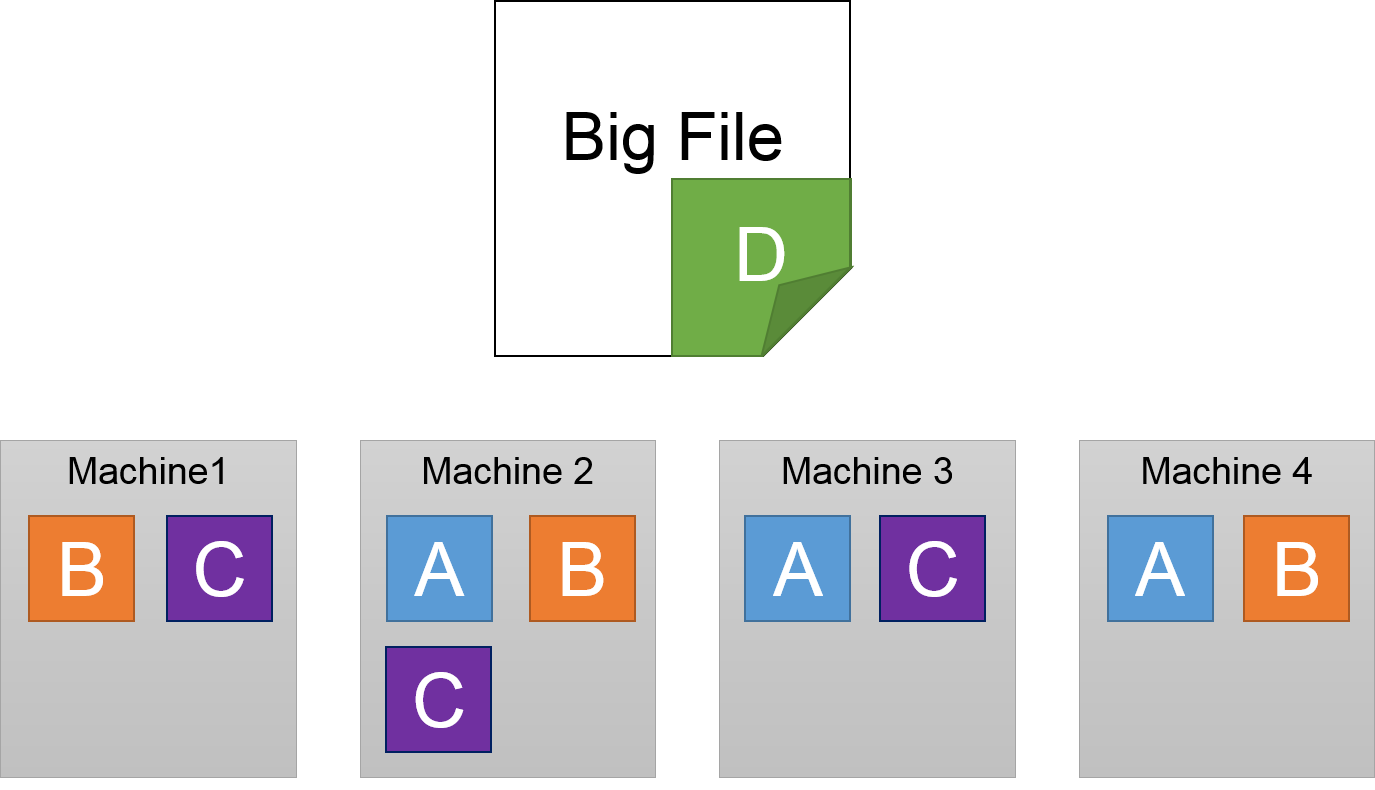 Big File
D
Machine1
B C
C
Machine 2
A B
C
Machine 3
A C
Machine 4
A B